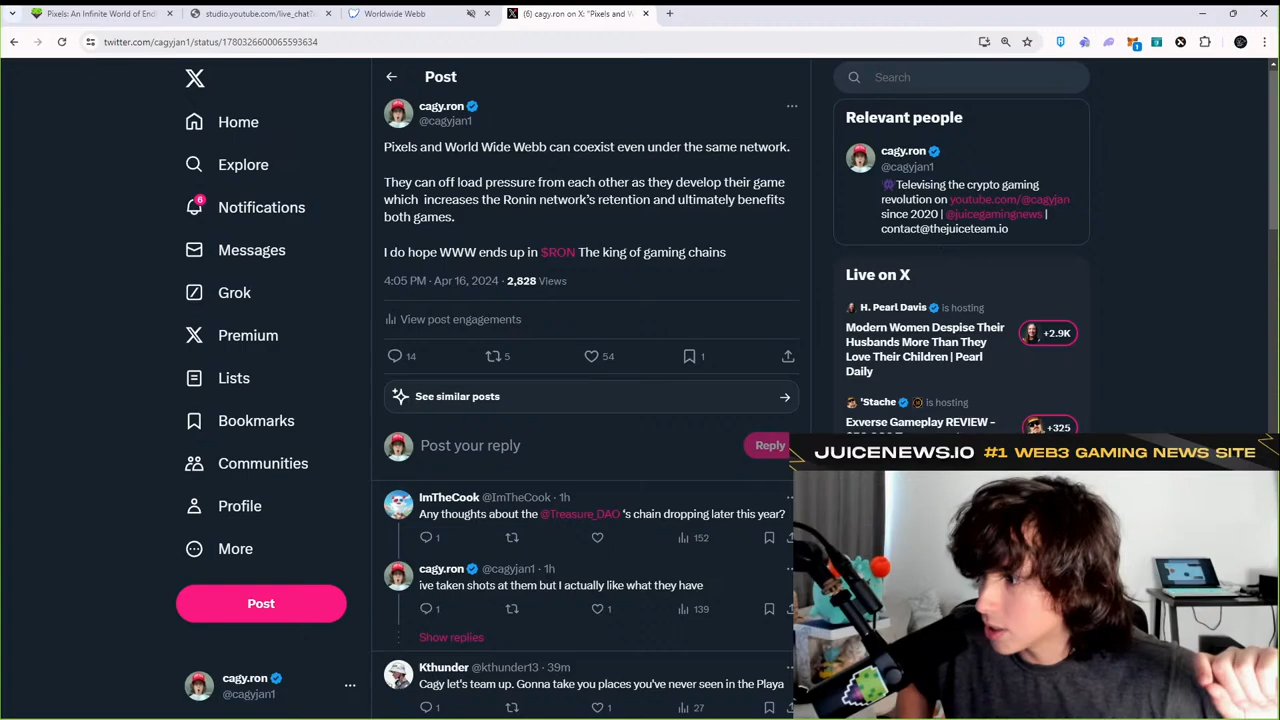 Pixels: An Infinite World of End
studio.youtube.com/live_chat?i
Worldwide Webb
(6) cagy.ron on X: "Pixels and W
twitter.com/cagyjan1/status/1780326600065593634
1
Home
Explore
6
Notifications
Messages
Grok
Premium
Lists
Bookmarks
Communities
Profile
More
Post
cagy.ron
@cagyjan1
Post
cagy.ron
@cagyjan1
Pixels and World Wide Webb can coexist even under the same network.
They can off load pressure from each other as they develop their game
which increases the Ronin network's retention and ultimately benefits
both games.
I do hope WWW ends up in $RON The king of gaming chains
4:05 PM · Apr 16, 2024 · 2,828 Views
View post engagements
14 5 54 1
See similar posts
Post your reply
Reply
ImTheCook @ImTheCook · 1h
Any thoughts about the @Treasure_DAO 's chain dropping later this year?
1 152
cagy.ron @cagyjan1 · 1h
ive taken shots at them but I actually like what they have
1 1 139
Show replies
Kthunder @kthunder13 · 39m
Cagy let's team up. Gonna take you places you've never seen in the Playa
1 1 27
Search
Relevant people
cagy.ron
@cagyjan1
Televising the crypto gaming
revolution on youtube.com/@cagyjan
since 2020 | @juicegamingnews |
contact@thejuiceteam.io
Live on X
H. Pearl Davis is hosting
Modern Women Despise Their
Husbands More Than They
Love Their Children | Pearl
Daily
+2.9K
'Stache is hosting
Exverse Gameplay REVIEW -
+325
JUICENEWS.IO #1 WEB3 GAMING NEWS SITE